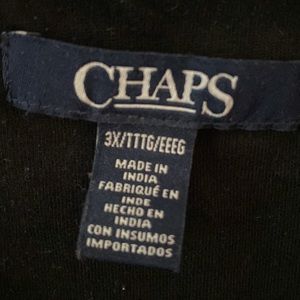 CHAPS
3X/TTTG/EEEG
MADE IN
INDIA
FABRIQUÉ EN
INDE
HECHO EN
INDIA
CON INSUMOS
IMPORTADOS